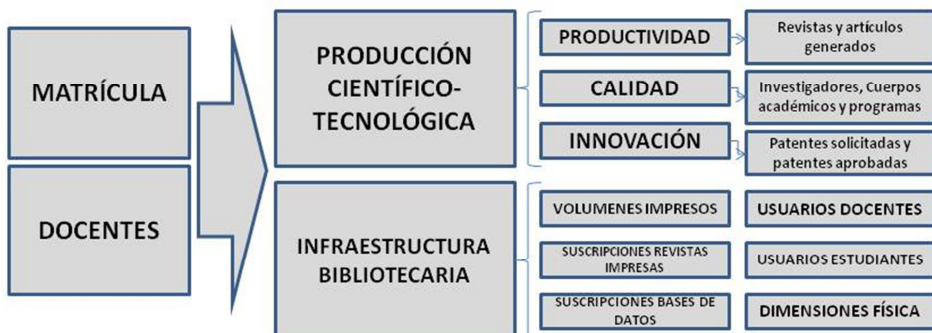 MATRÍCULA
DOCENTES
PRODUCCIÓN
CIENTÍFICO-
TECNOLÓGICA
PRODUCTIVIDAD
Revistas y artículos
generados
CALIDAD
Investigadores, Cuerpos
académicos y programas
INNOVACIÓN
Patentes solicitadas y
patentes aprobadas
INFRAESTRUCTURA
BIBLIOTECARIA
VOLUMENES IMPRESOS
USUARIOS DOCENTES
SUSCRIPCIONES REVISTAS
IMPRESAS
USUARIOS ESTUDIANTES
SUSCRIPCIONES BASES DE
DATOS
DIMENSIONES FÍSICA